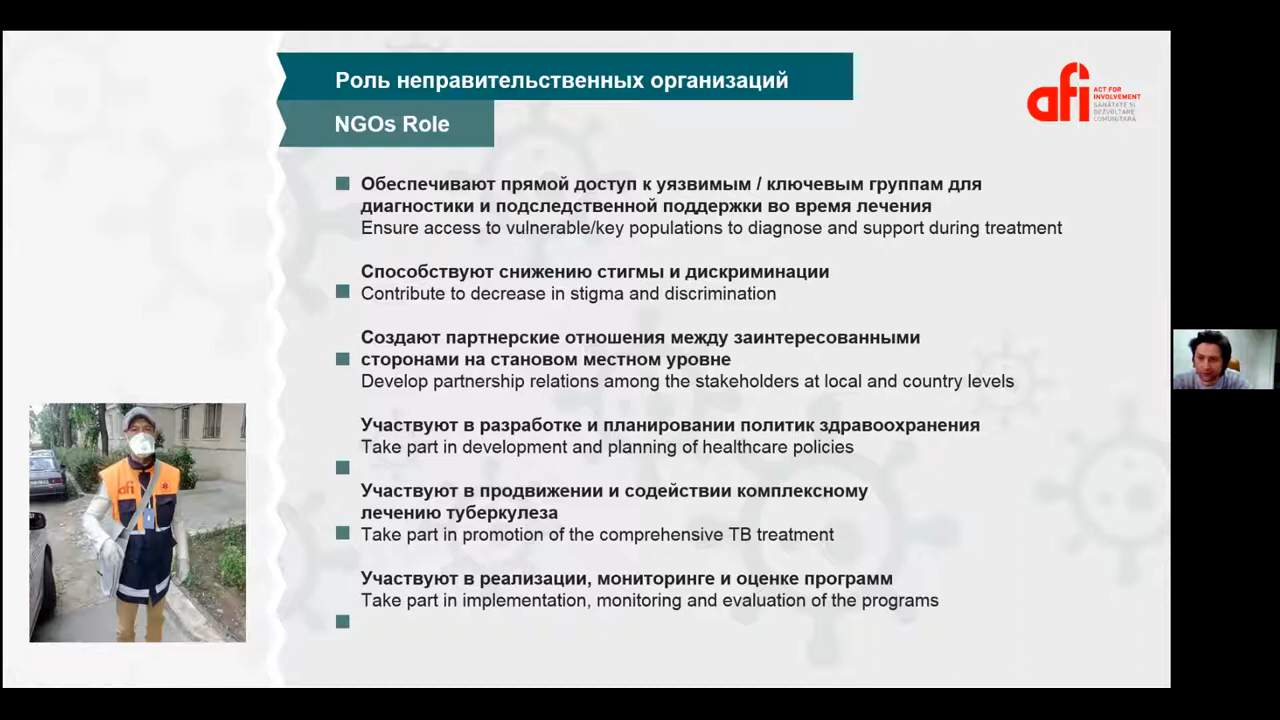 Роль неправительственных организаций
NGOs Role
afi
ACT FOR
INVOLVEMENT
SĂNĂTATE ȘI
DEZVOLTARE
COMUNITARĂ
Обеспечивают прямой доступ к уязвимым / ключевым группам для
диагностики и подследственной поддержки во время лечения
Ensure access to vulnerable/key populations to diagnose and support during treatment
Способствуют снижению стигмы и дискриминации
Contribute to decrease in stigma and discrimination
Создают партнерские отношения между заинтересованными
сторонами на становом местном уровне
Develop partnership relations among the stakeholders at local and country levels
Участвуют в разработке и планировании политик здравоохранения
Take part in development and planning of healthcare policies
Участвуют в продвижении и содействии комплексному
лечению туберкулеза
Take part in promotion of the comprehensive TB treatment
Участвуют в реализации, мониторинге и оценке программ
Take part in implementation, monitoring and evaluation of the programs
afi